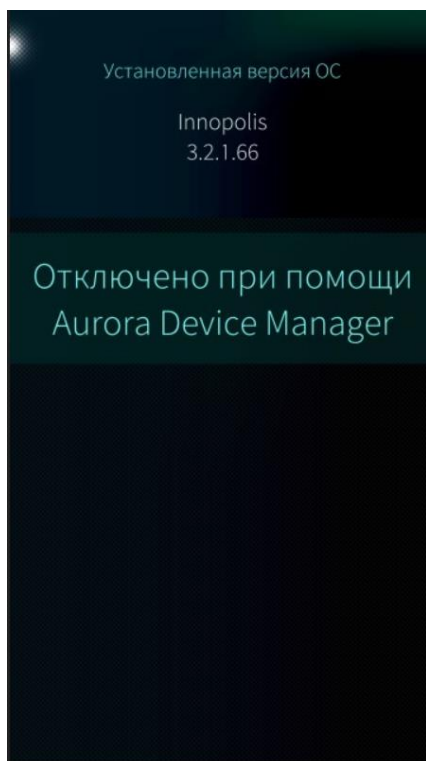 Установленная версия ОС
Innopolis
3.2.1.66
Отключено при помощи
Aurora Device Manager